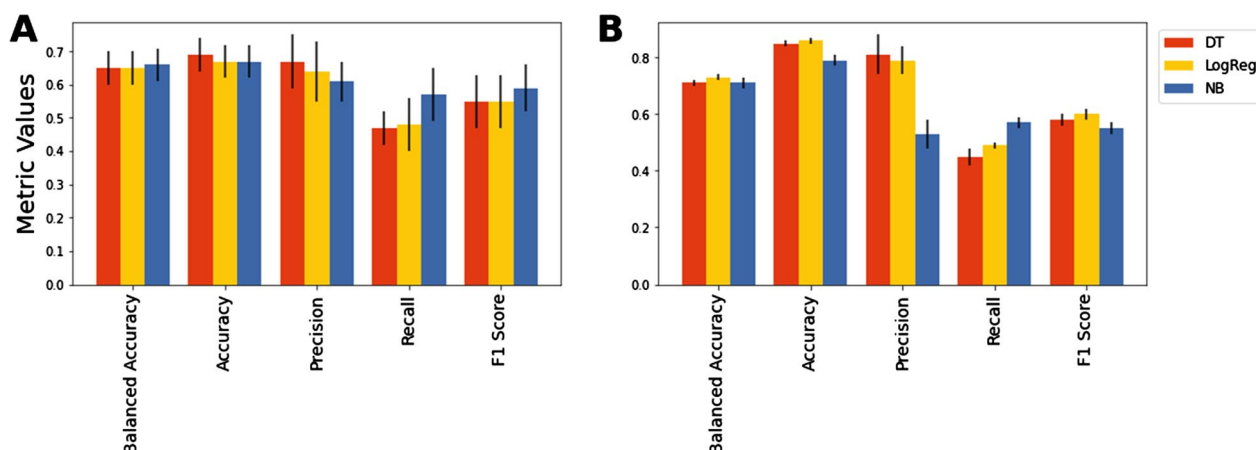 A
Metric Values
0.7
0.6
0.5
0.4
0.3
0.2
0.1
0.0
Balanced Accuracy
Accuracy
Precision
Recall
F1 Score
B
0.8
0.6
0.4
0.2
0.0
Balanced Accuracy
Accuracy
Precision
Recall
F1 Score
DT
LogReg
NB